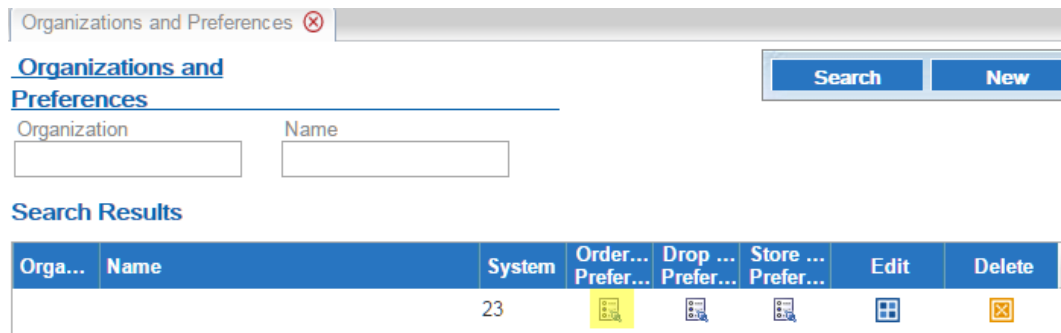 Organizations and Preferences
Organizations and
Preferences
Search New
Organization Name
Search Results
Orga... Name System Order... Prefer... Drop ... Prefer... Store ... Prefer... Edit Delete
23